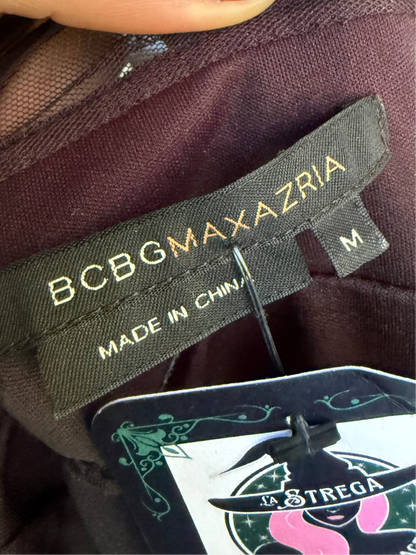 BCBGMAXAZRIA
M
MADE IN CHINA
LA STREGA